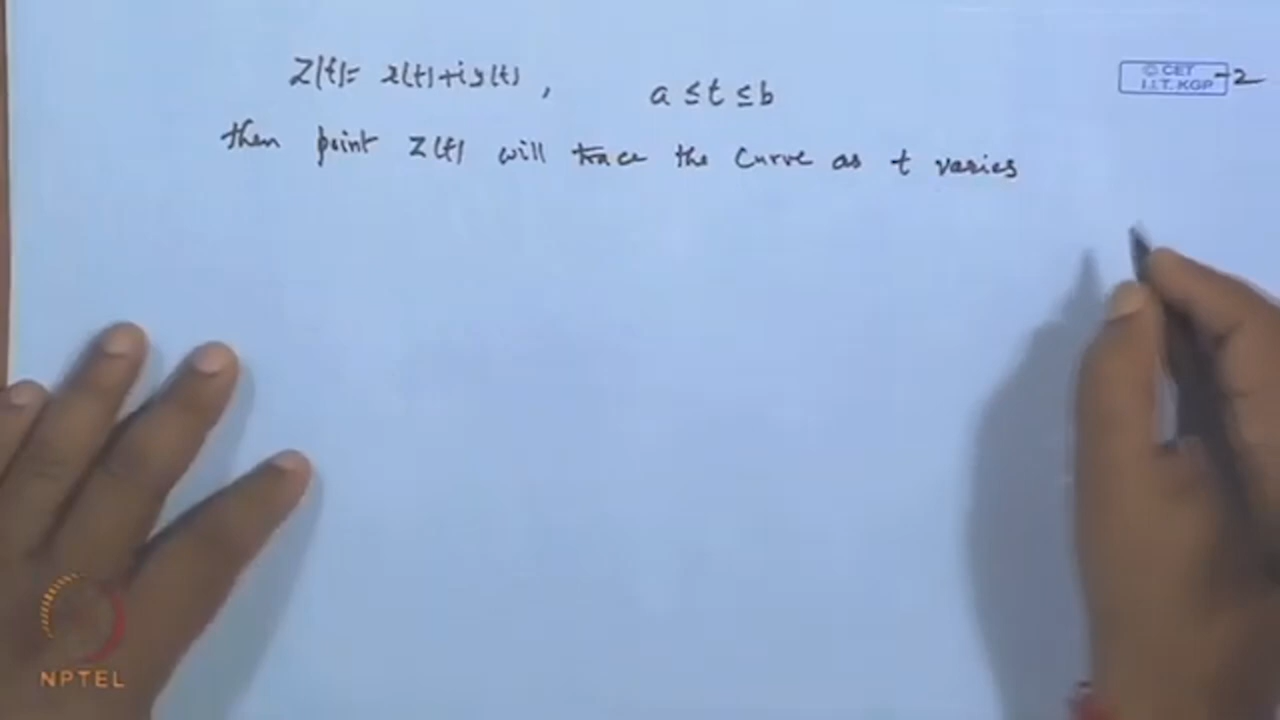 Z(t)= x(t)+iy(t) , a ≤ t ≤ b
© CET
I.I.T. KGP -2
then point Z(t) will trace the curve as t varies
NPTEL